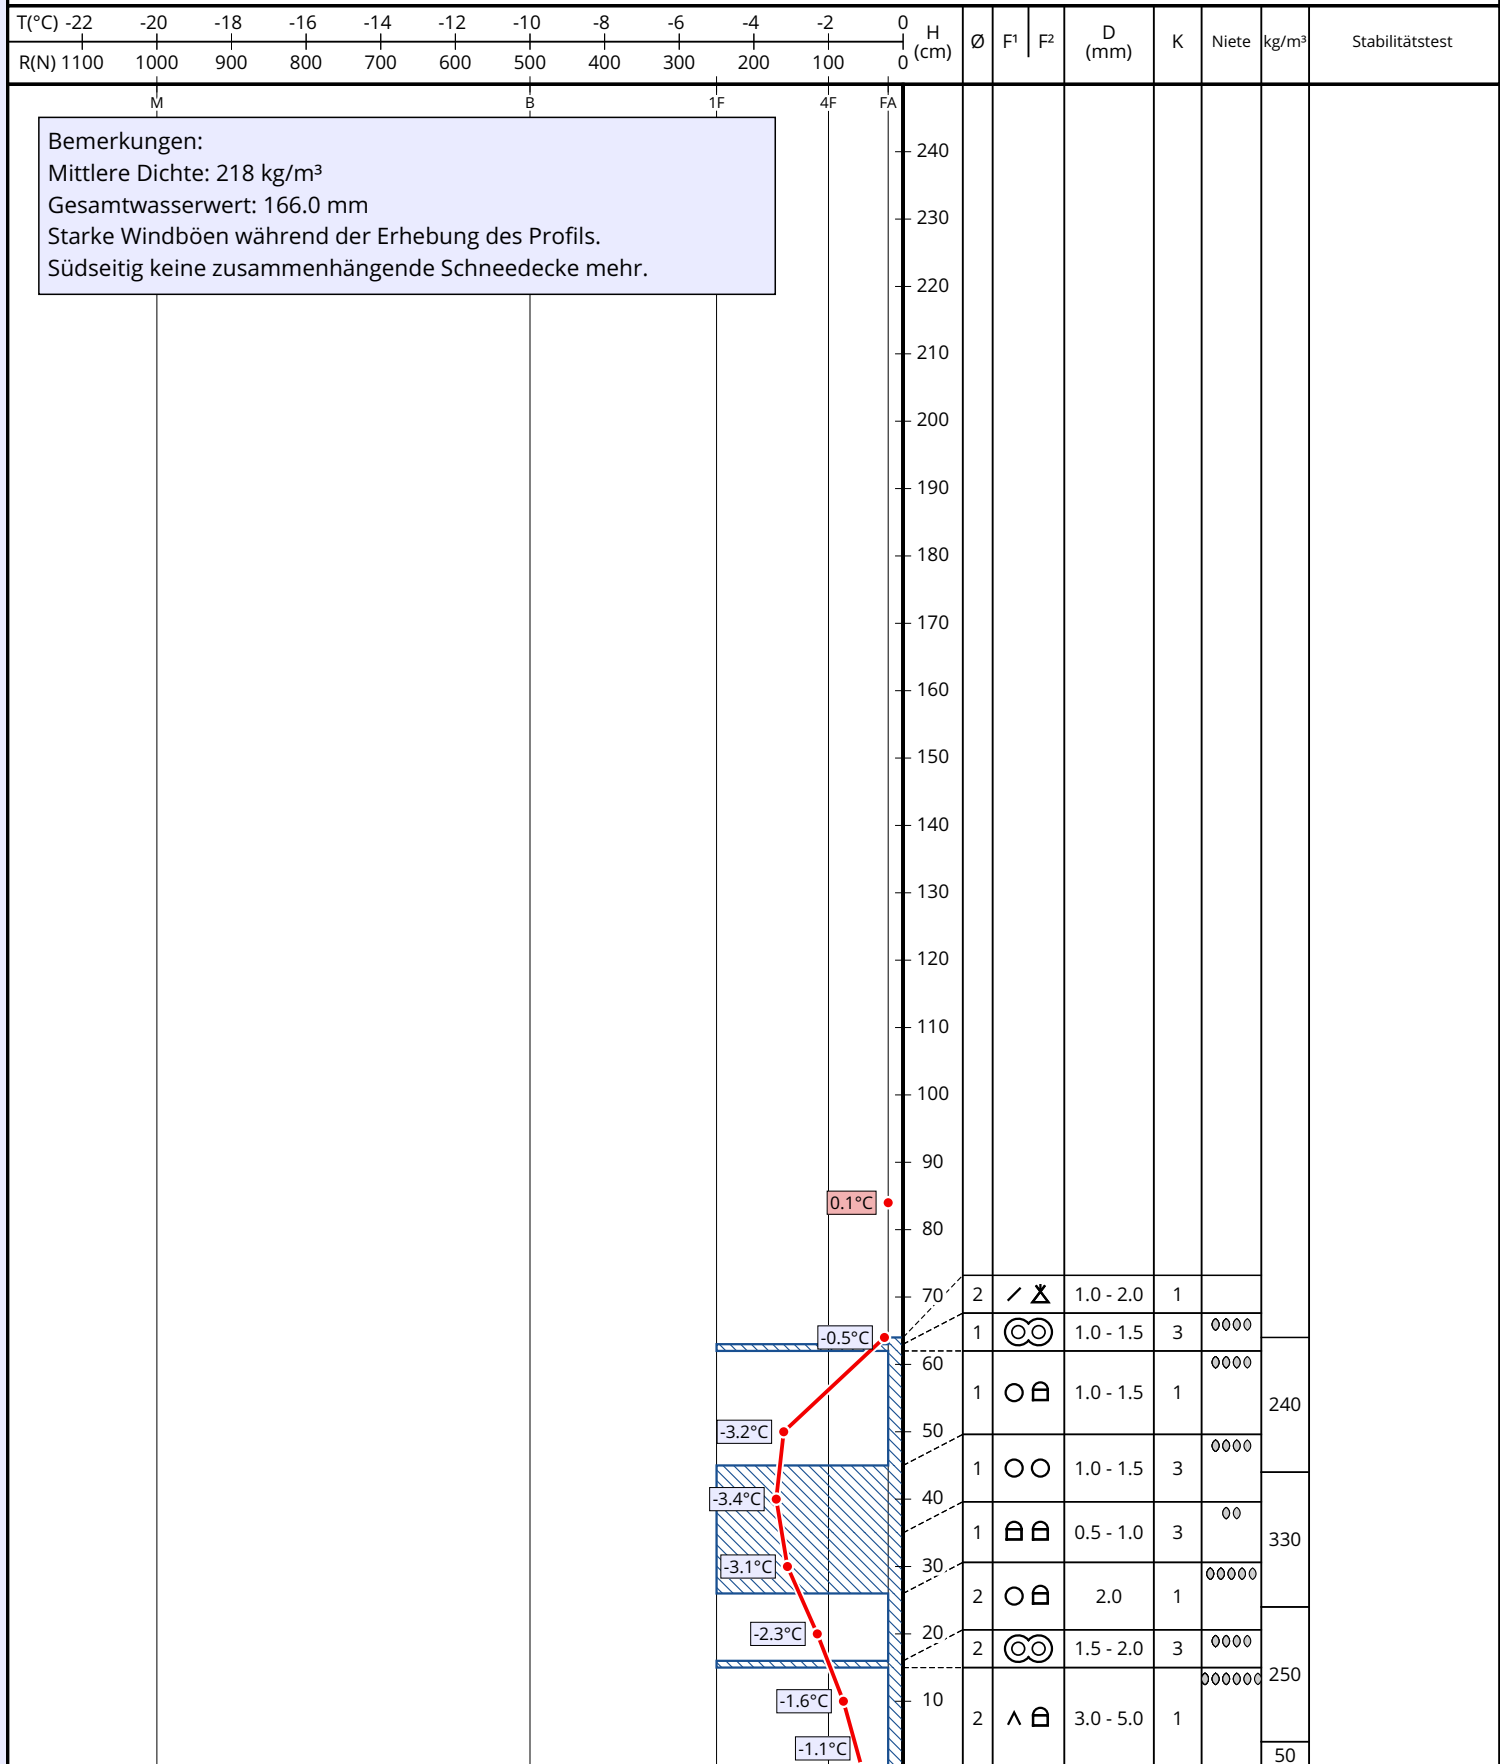 T(°C) -22 -20 -18 -16 -14 -12 -10 -8 -6 -4 -2 0
R(N) 1100 1000 900 800 700 600 500 400 300 200 100 0
H (cm) Ø F¹ F² D (mm) K Niete kg/m³ Stabilitätstest
M B 1F 4F FA
Bemerkungen:
Mittlere Dichte: 218 kg/m³
Gesamtwasserwert: 166.0 mm
Starke Windböen während der Erhebung des Profils.
Südseitig keine zusammenhängende Schneedecke mehr.
240
230
220
210
200
190
180
170
160
150
140
130
120
110
100
90
0.1°C
80
70 2 1.0 - 2.0 1
-0.5°C 1 1.0 - 1.5 3
60
1 1.0 - 1.5 1 240
-3.2°C 50
1 1.0 - 1.5 3
-3.4°C 40
1 0.5 - 1.0 3 330
-3.1°C 30
2 2.0 1
-2.3°C 20
2 1.5 - 2.0 3
250
-1.6°C 10
2 3.0 - 5.0 1
-1.1°C
50